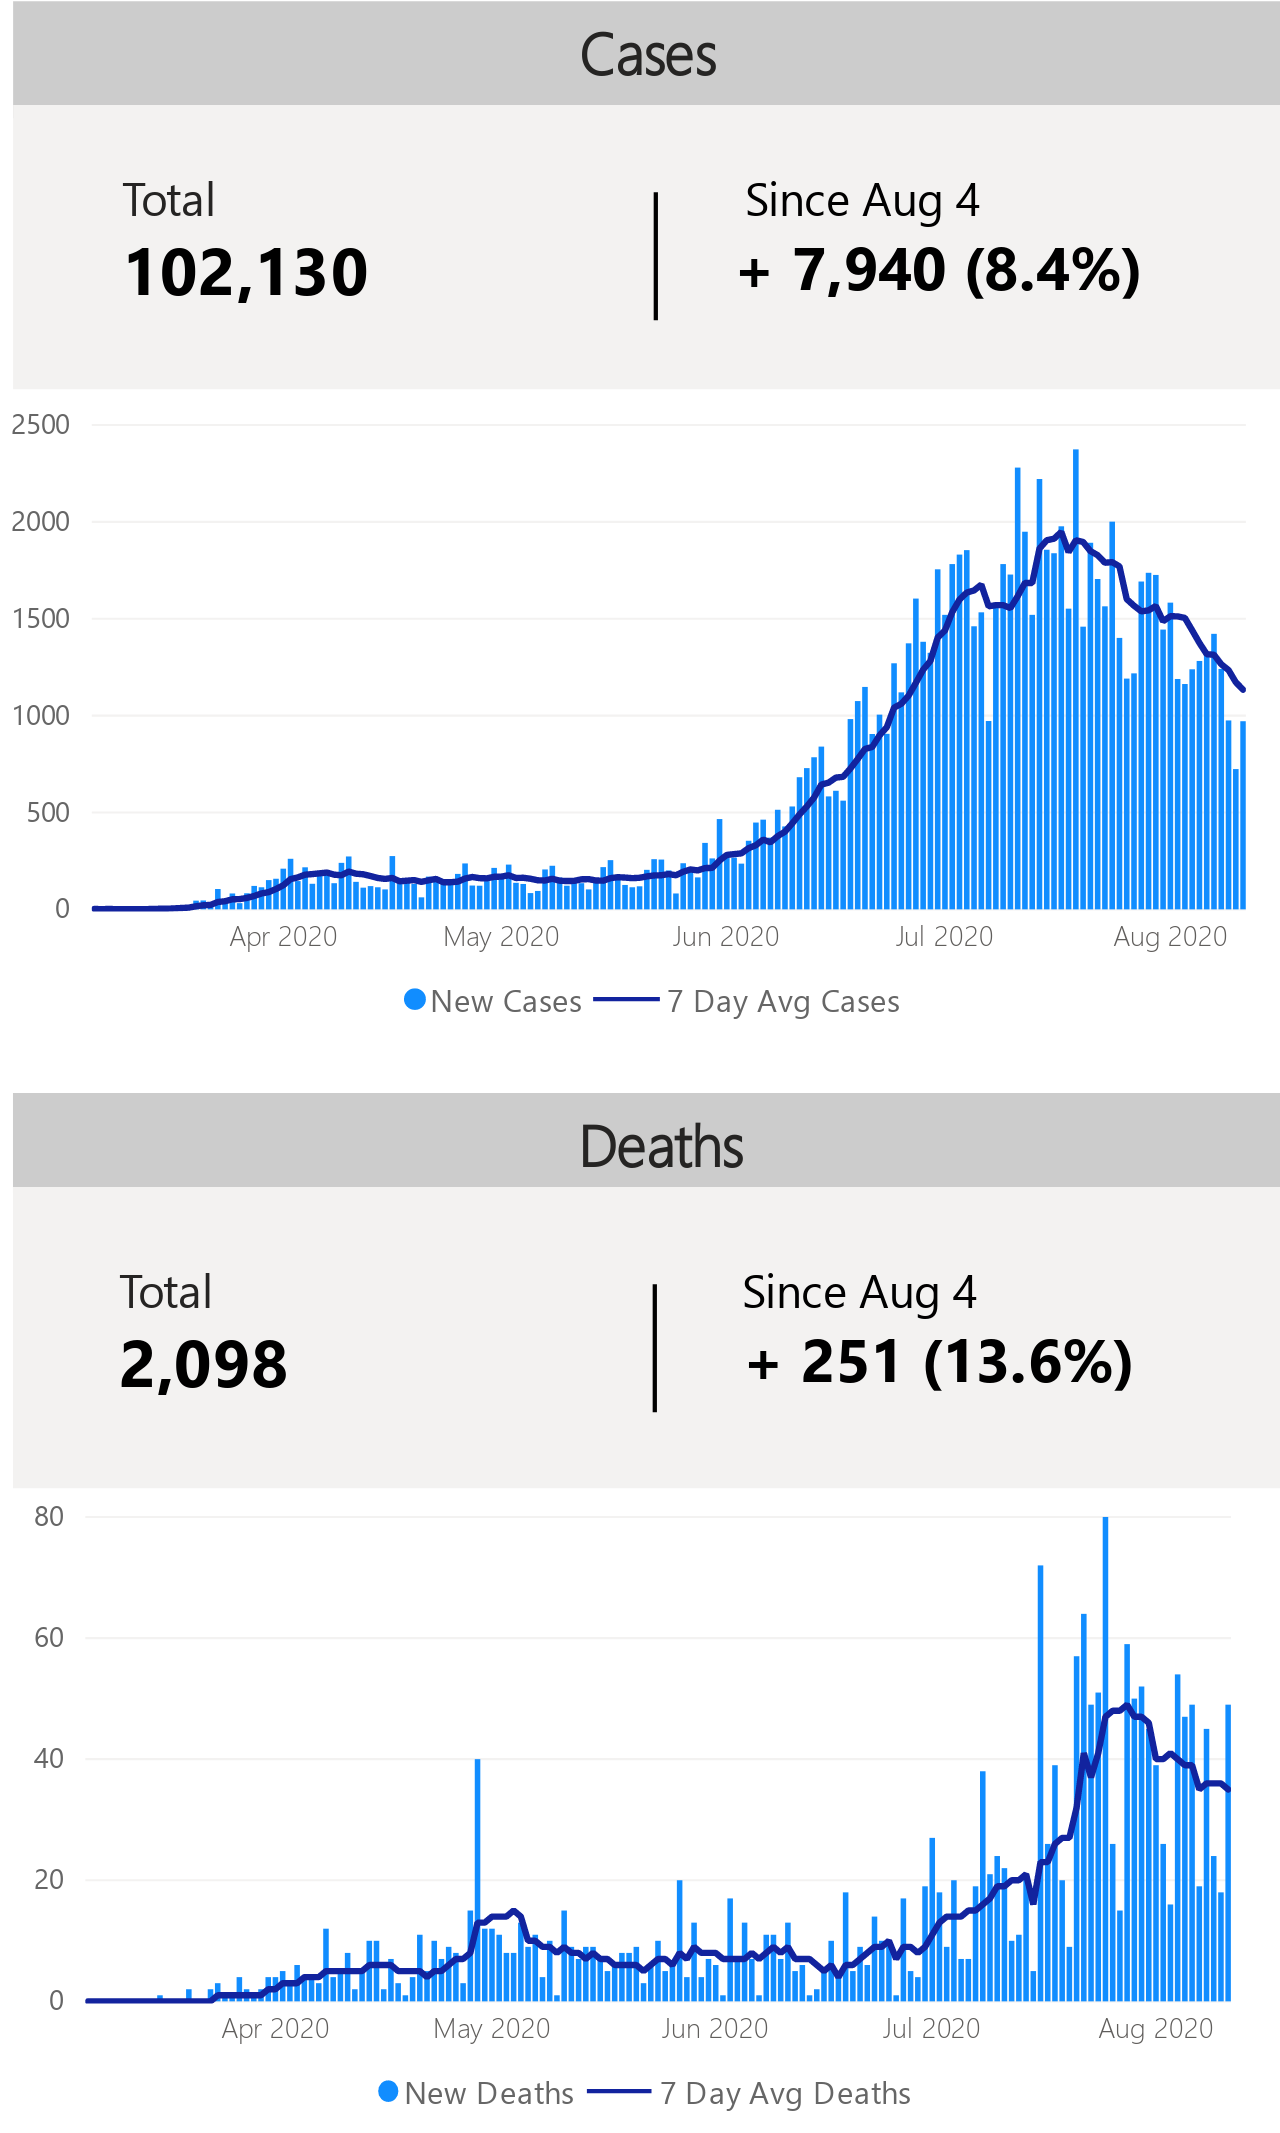 Cases
Total
Since Aug 4
102,130
+ 7,940 (8.4%)
2500
2000
1500
1000
500
0
Apr 2020
May 2020
Jun 2020
Jul 2020
Aug 2020
New Cases
7 Day Avg Cases
Deaths
Total
Since Aug 4
2,098
+ 251 (13.6%)
80
60
40
20
0
Apr 2020
May 2020
Jun 2020
Jul 2020
Aug 2020
New Deaths
7 Day Avg Deaths